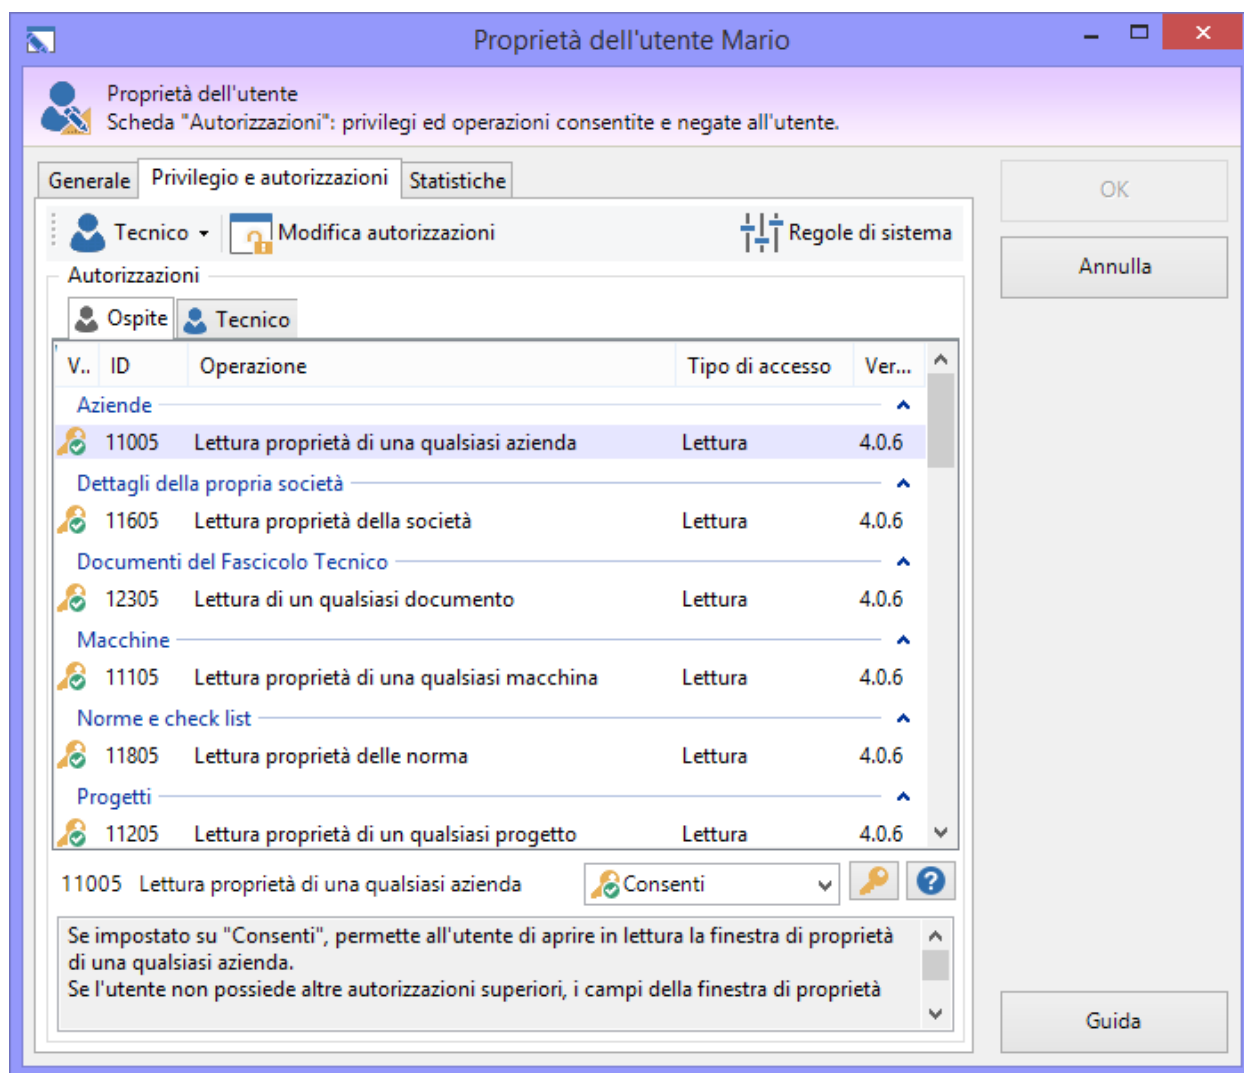 Proprietà dell'utente Mario
Proprietà dell'utente
Scheda "Autorizzazioni": privilegi ed operazioni consentite e negate all'utente.
Generale Privilegio e autorizzazioni Statistiche
OK
Tecnico Modifica autorizzazioni Regole di sistema
Annulla
Autorizzazioni
Ospite Tecnico
V.. ID Operazione Tipo di accesso Ver...
Aziende
11005 Lettura proprietà di una qualsiasi azienda Lettura 4.0.6
Dettagli della propria società
11605 Lettura proprietà della società Lettura 4.0.6
Documenti del Fascicolo Tecnico
12305 Lettura di un qualsiasi documento Lettura 4.0.6
Macchine
11105 Lettura proprietà di una qualsiasi macchina Lettura 4.0.6
Norme e check list
11805 Lettura proprietà delle norma Lettura 4.0.6
Progetti
11205 Lettura proprietà di un qualsiasi progetto Lettura 4.0.6
11005 Lettura proprietà di una qualsiasi azienda Consenti
Se impostato su "Consenti", permette all'utente di aprire in lettura la finestra di proprietà
di una qualsiasi azienda.
Se l'utente non possiede altre autorizzazioni superiori, i campi della finestra di proprietà
Guida